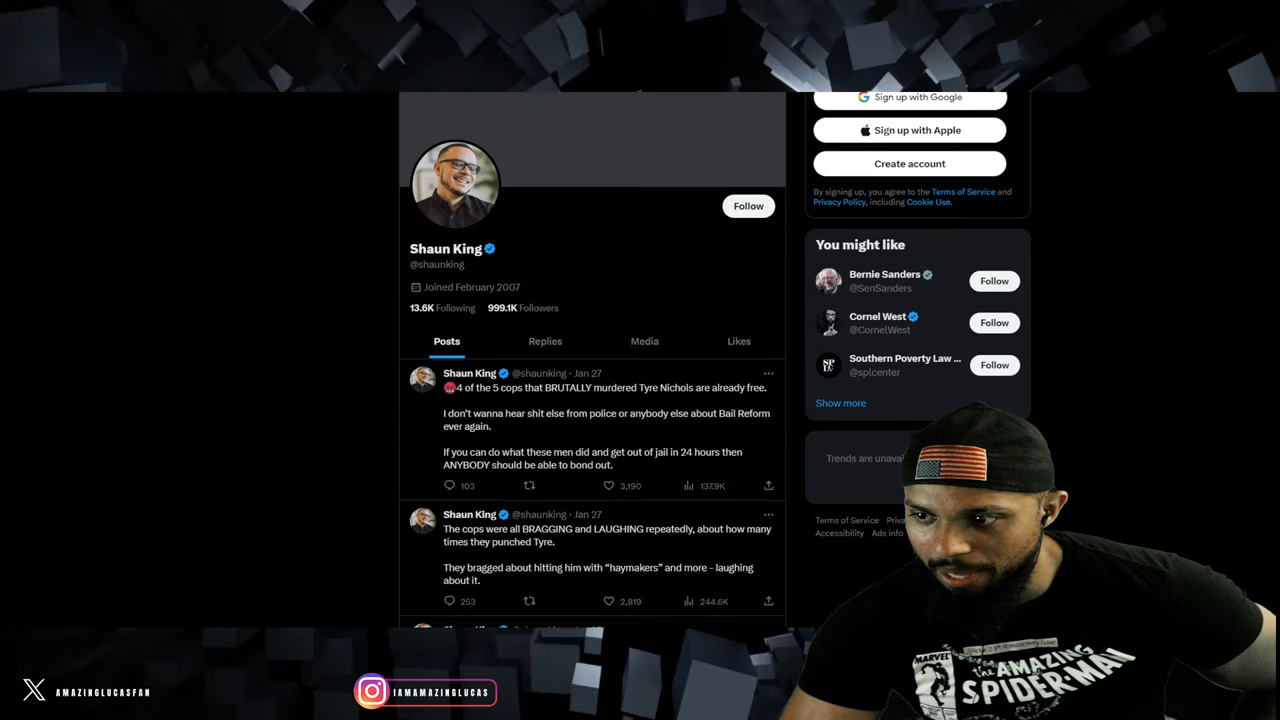 Sign up with Google
Sign up with Apple
Create account
By signing up, you agree to the Terms of Service and
Privacy Policy, including Cookie Use.
Follow
Shaun King
@shaunking
Joined February 2007
13.6K Following 999.1K Followers
Posts Replies Media Likes
Shaun King @shaunking · Jan 27
4 of the 5 cops that BRUTALLY murdered Tyre Nichols are already free.
I don't wanna hear shit else from police or anybody else about Bail Reform
ever again.
If you can do what these men did and get out of jail in 24 hours then
ANYBODY should be able to bond out.
103 3,190 137.9K
Shaun King @shaunking · Jan 27
The cops were all BRAGGING and LAUGHING repeatedly, about how many
times they punched Tyre.
They bragged about hitting him with “haymakers” and more - laughing
about it.
253 2,819 244.6K
You might like
Bernie Sanders
@SenSanders
Follow
Cornel West
@CornelWest
Follow
Southern Poverty Law ...
@splcenter
Follow
Show more
Trends are
Terms of Service
Accessibility Ads info
MARVEL
the AMAZING
SPIDER-MAN
AMAZINGLUCASFAN
IAMAMAZINGLUCAS